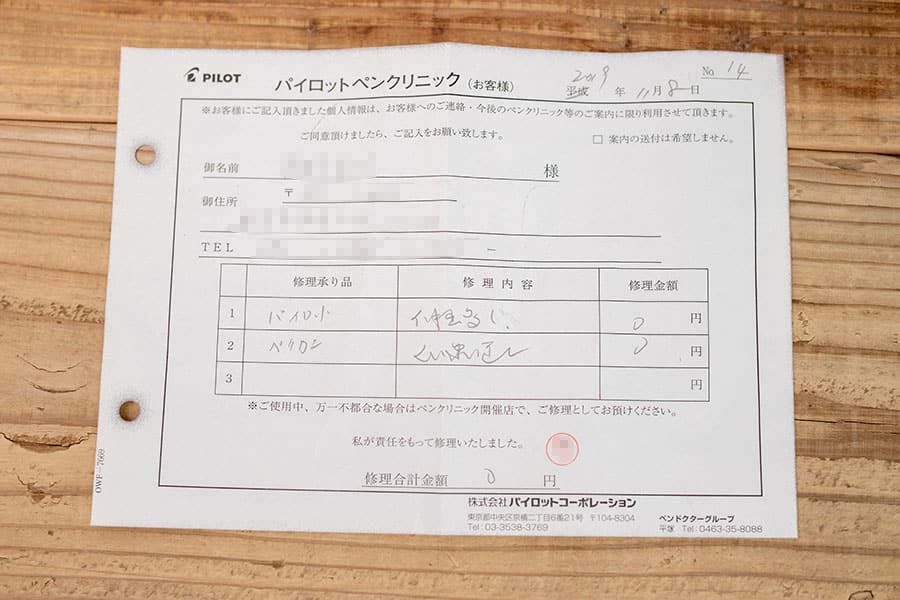 PILOT パイロットペンクリニック (お客様) 2019 平成 年 11月 8日 No 14
※お客様にご記入頂きました個人情報は、お客様へのご連絡・今後のペンクリニック等のご案内に限り利用させて頂きます。
ご同意頂けましたら、ご記入をお願い致します。 □ 案内の送付は希望しません。
御名前 様
御住所 〒
TEL −
修理承り品 修理内容 修理金額
1 パイロット 0 円
2 ペリカン 0 円
3 円
※ご使用中、万一不都合な場合はペンクリニック開催店で、ご修理としてお預けください。
私が責任をもって修理いたしました。
修理合計金額 0 円
OWF−7669
株式会社パイロットコーポレーション
東京都中央区京橋二丁目6番21号 〒104-8304 ペンドクターグループ
Tel: 03-3538-3769 平塚 Tel: 0463-35-8088